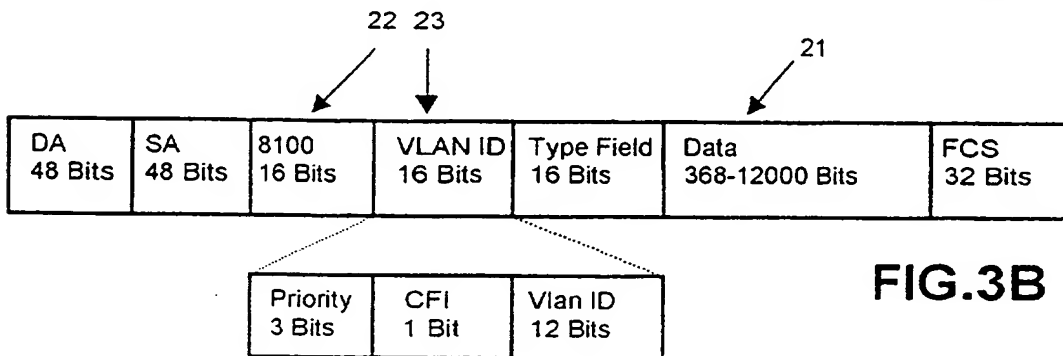 22 23
21
DA
48 Bits
SA
48 Bits
8100
16 Bits
VLAN ID
16 Bits
Type Field
16 Bits
Data
368-12000 Bits
FCS
32 Bits
Priority
3 Bits
CFI
1 Bit
Vlan ID
12 Bits
FIG.3B